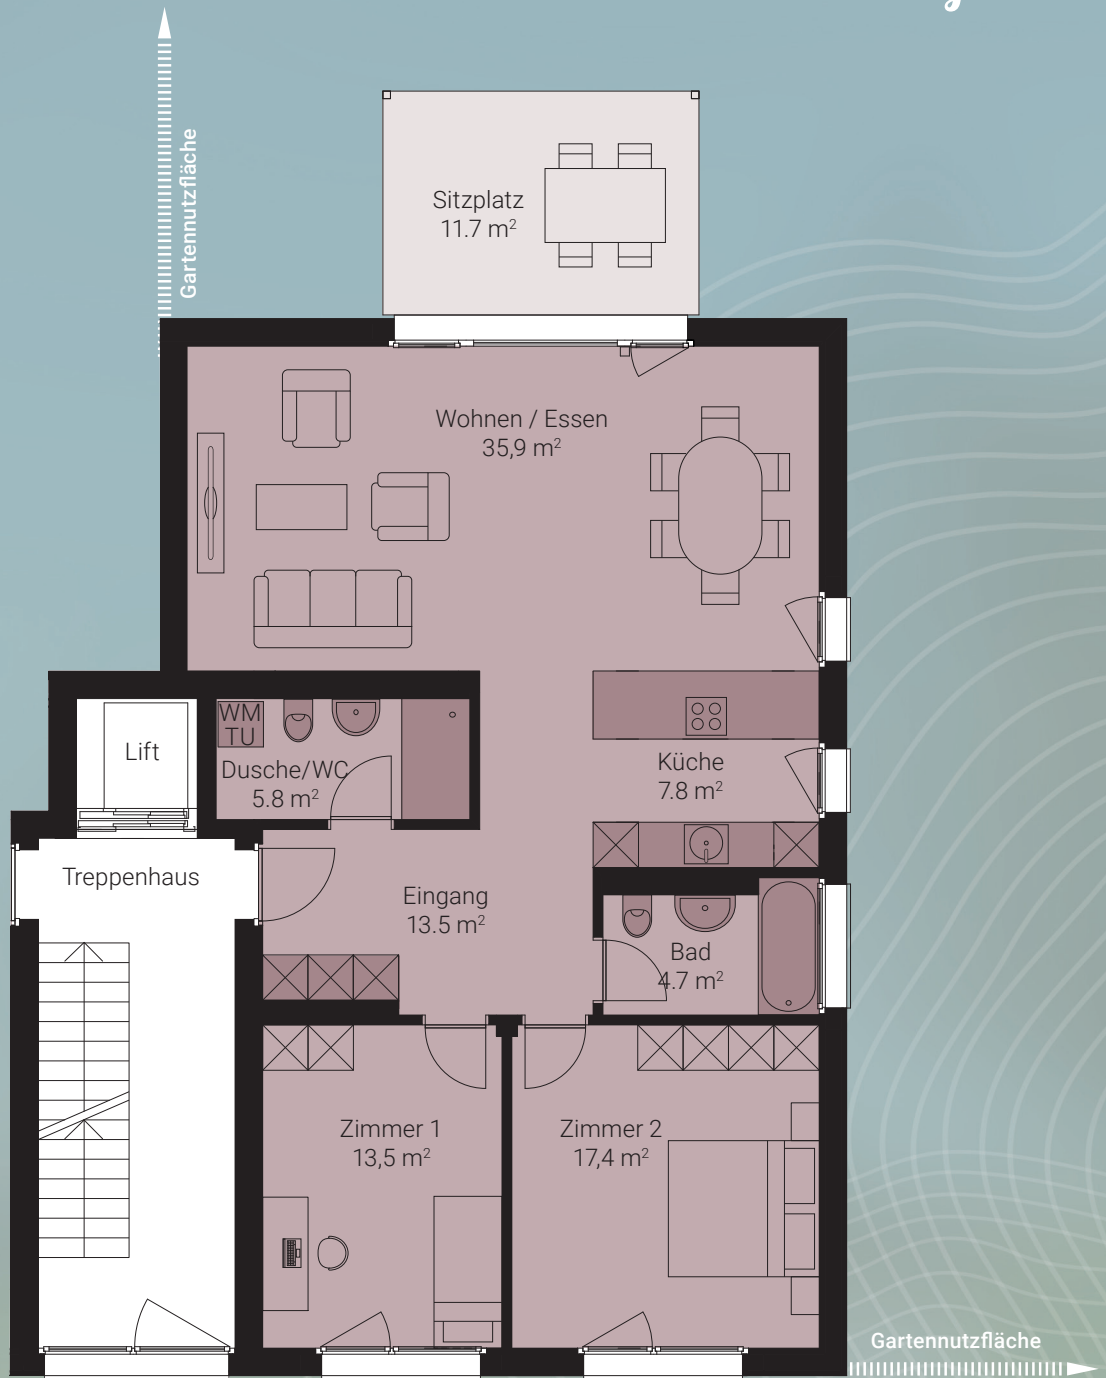 Gartennutzfläche
Sitzplatz
11.7 m²
Wohnen / Essen
35,9 m²
WM
TU
Lift
Dusche/WC
5.8 m²
Küche
7.8 m²
Treppenhaus
Eingang
13.5 m²
Bad
4.7 m²
Zimmer 1
13,5 m²
Zimmer 2
17,4 m²
Gartennutzfläche